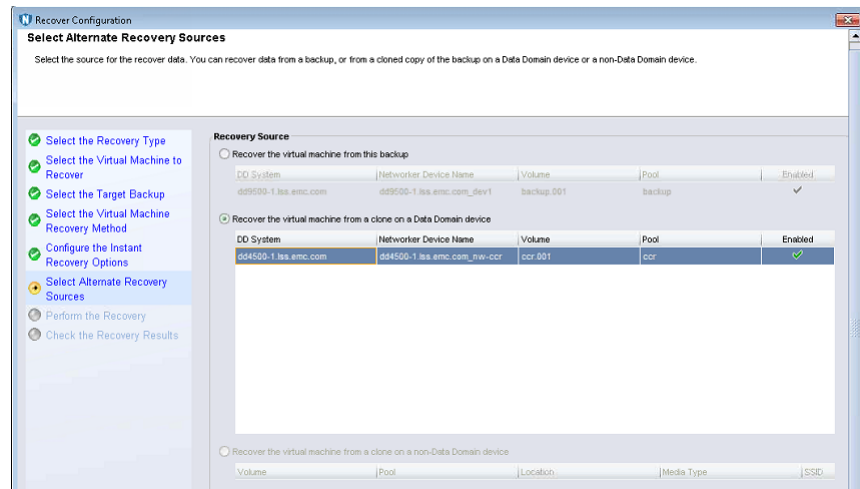 Recover Configuration
Select Alternate Recovery Sources
Select the source for the recover data. You can recover data from a backup, or from a cloned copy of the backup on a Data Domain device or a non-Data Domain device.
Select the Recovery Type
Select the Virtual Machine to
Recover
Select the Target Backup
Select the Virtual Machine
Recovery Method
Configure the Instant
Recovery Options
Select Alternate Recovery
Sources
Perform the Recovery
Check the Recovery Results
Recovery Source
Recover the virtual machine from this backup
DD System Networker Device Name Volume Pool Enabled
dd9500-1.lss.emc.com dd9500-1.lss.emc.com_dev1 backup.001 backup
Recover the virtual machine from a clone on a Data Domain device
DD System Networker Device Name Volume Pool Enabled
dd4500-1.lss.emc.com dd4500-1.lss.emc.com_nw-ccr ccr.001 ccr
Recover the virtual machine from a clone on a non-Data Domain device
Volume Pool Location Media Type SSID